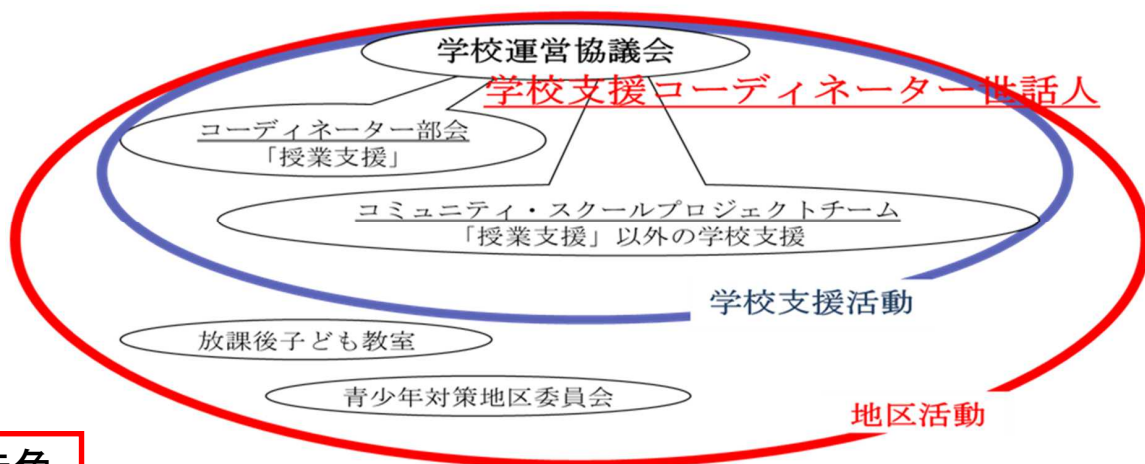 学校運営協議会
学校支援コーディネーター世話人
コーディネーター部会
「授業支援」
コミュニティ・スクールプロジェクトチーム
「授業支援」以外の学校支援
学校支援活動
放課後子ども教室
青少年対策地区委員会
地区活動